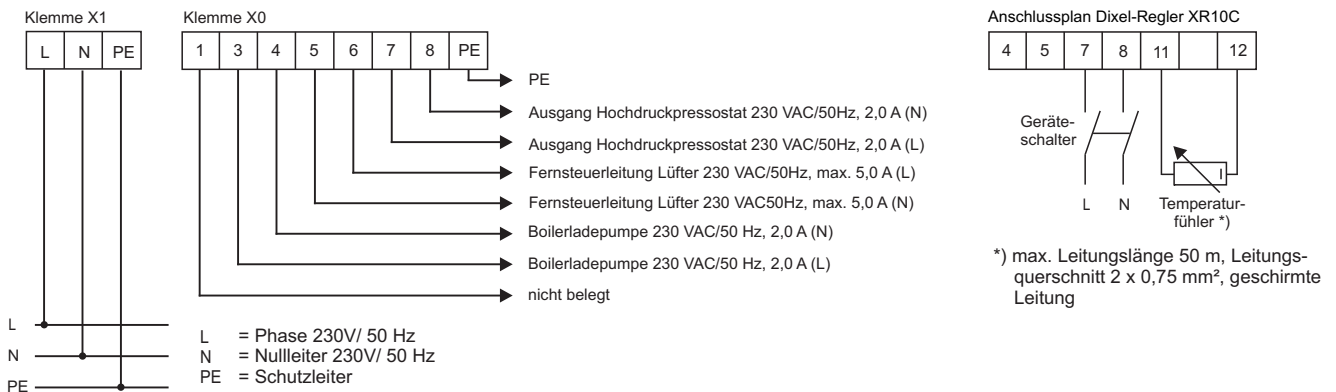 Klemme X1
L N PE
Klemme X0
1 3 4 5 6 7 8 PE
PE
Ausgang Hochdruckpressostat 230 VAC/50Hz, 2,0 A (N)
Ausgang Hochdruckpressostat 230 VAC/50Hz, 2,0 A (L)
Fernsteuerleitung Lüfter 230 VAC/50Hz, max. 5,0 A (L)
Fernsteuerleitung Lüfter 230 VAC50Hz, max. 5,0 A (N)
Boilerladepumpe 230 VAC/50 Hz, 2,0 A (N)
Boilerladepumpe 230 VAC/50 Hz, 2,0 A (L)
nicht belegt
L
N
PE
L = Phase 230V/ 50 Hz
N = Nullleiter 230V/ 50 Hz
PE = Schutzleiter
Anschlussplan Dixel-Regler XR10C
4 5 7 8 11 12
Geräte-
schalter
L N
Temperatur-
fühler *)
*) max. Leitungslänge 50 m, Leitungs-
querschnitt 2 x 0,75 mm², geschirmte
Leitung